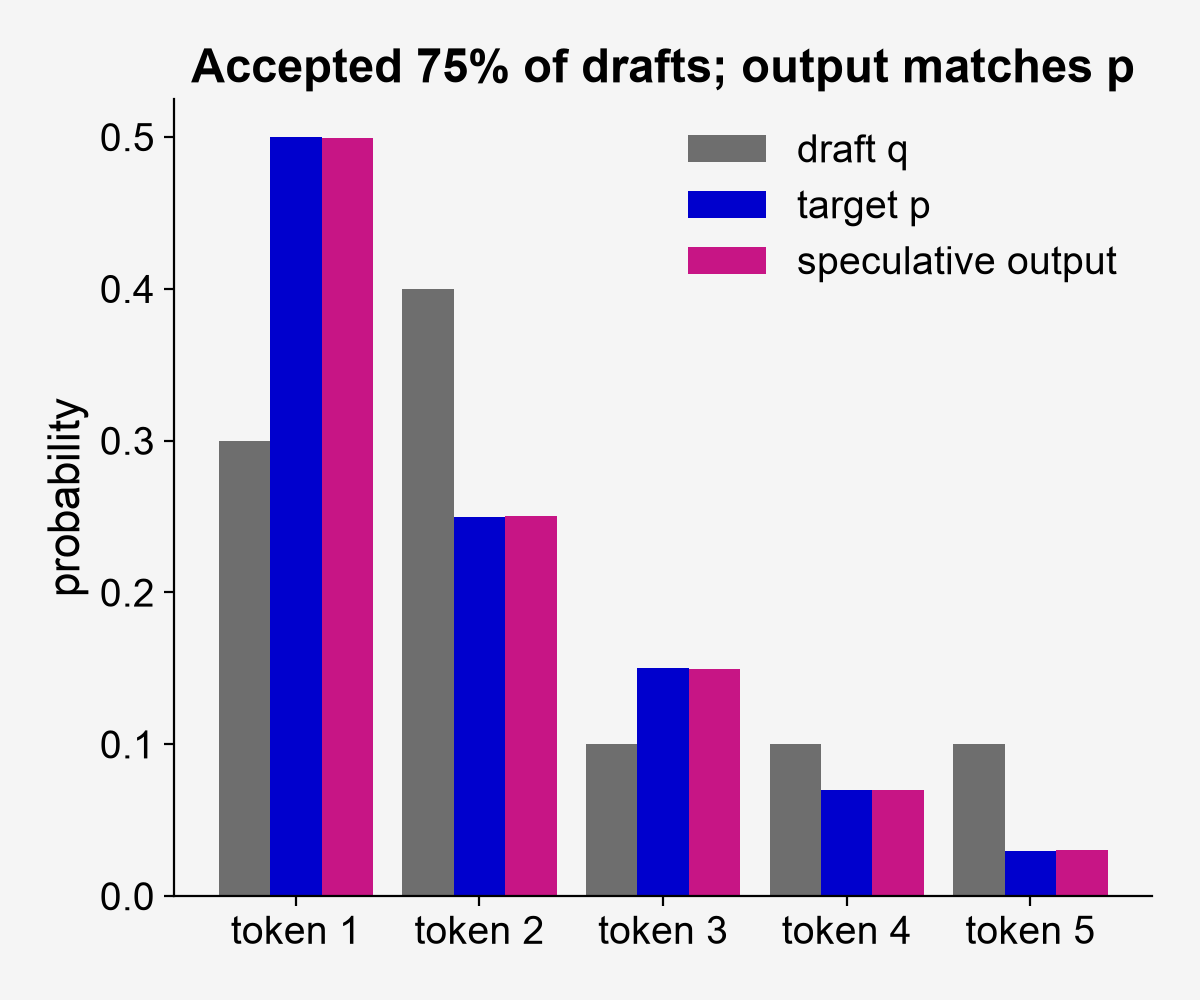 Accepted 75% of drafts; output matches p
draft q
target p
speculative output
probability
0.5
0.4
0.3
0.2
0.1
0.0
token 1
token 2
token 3
token 4
token 5